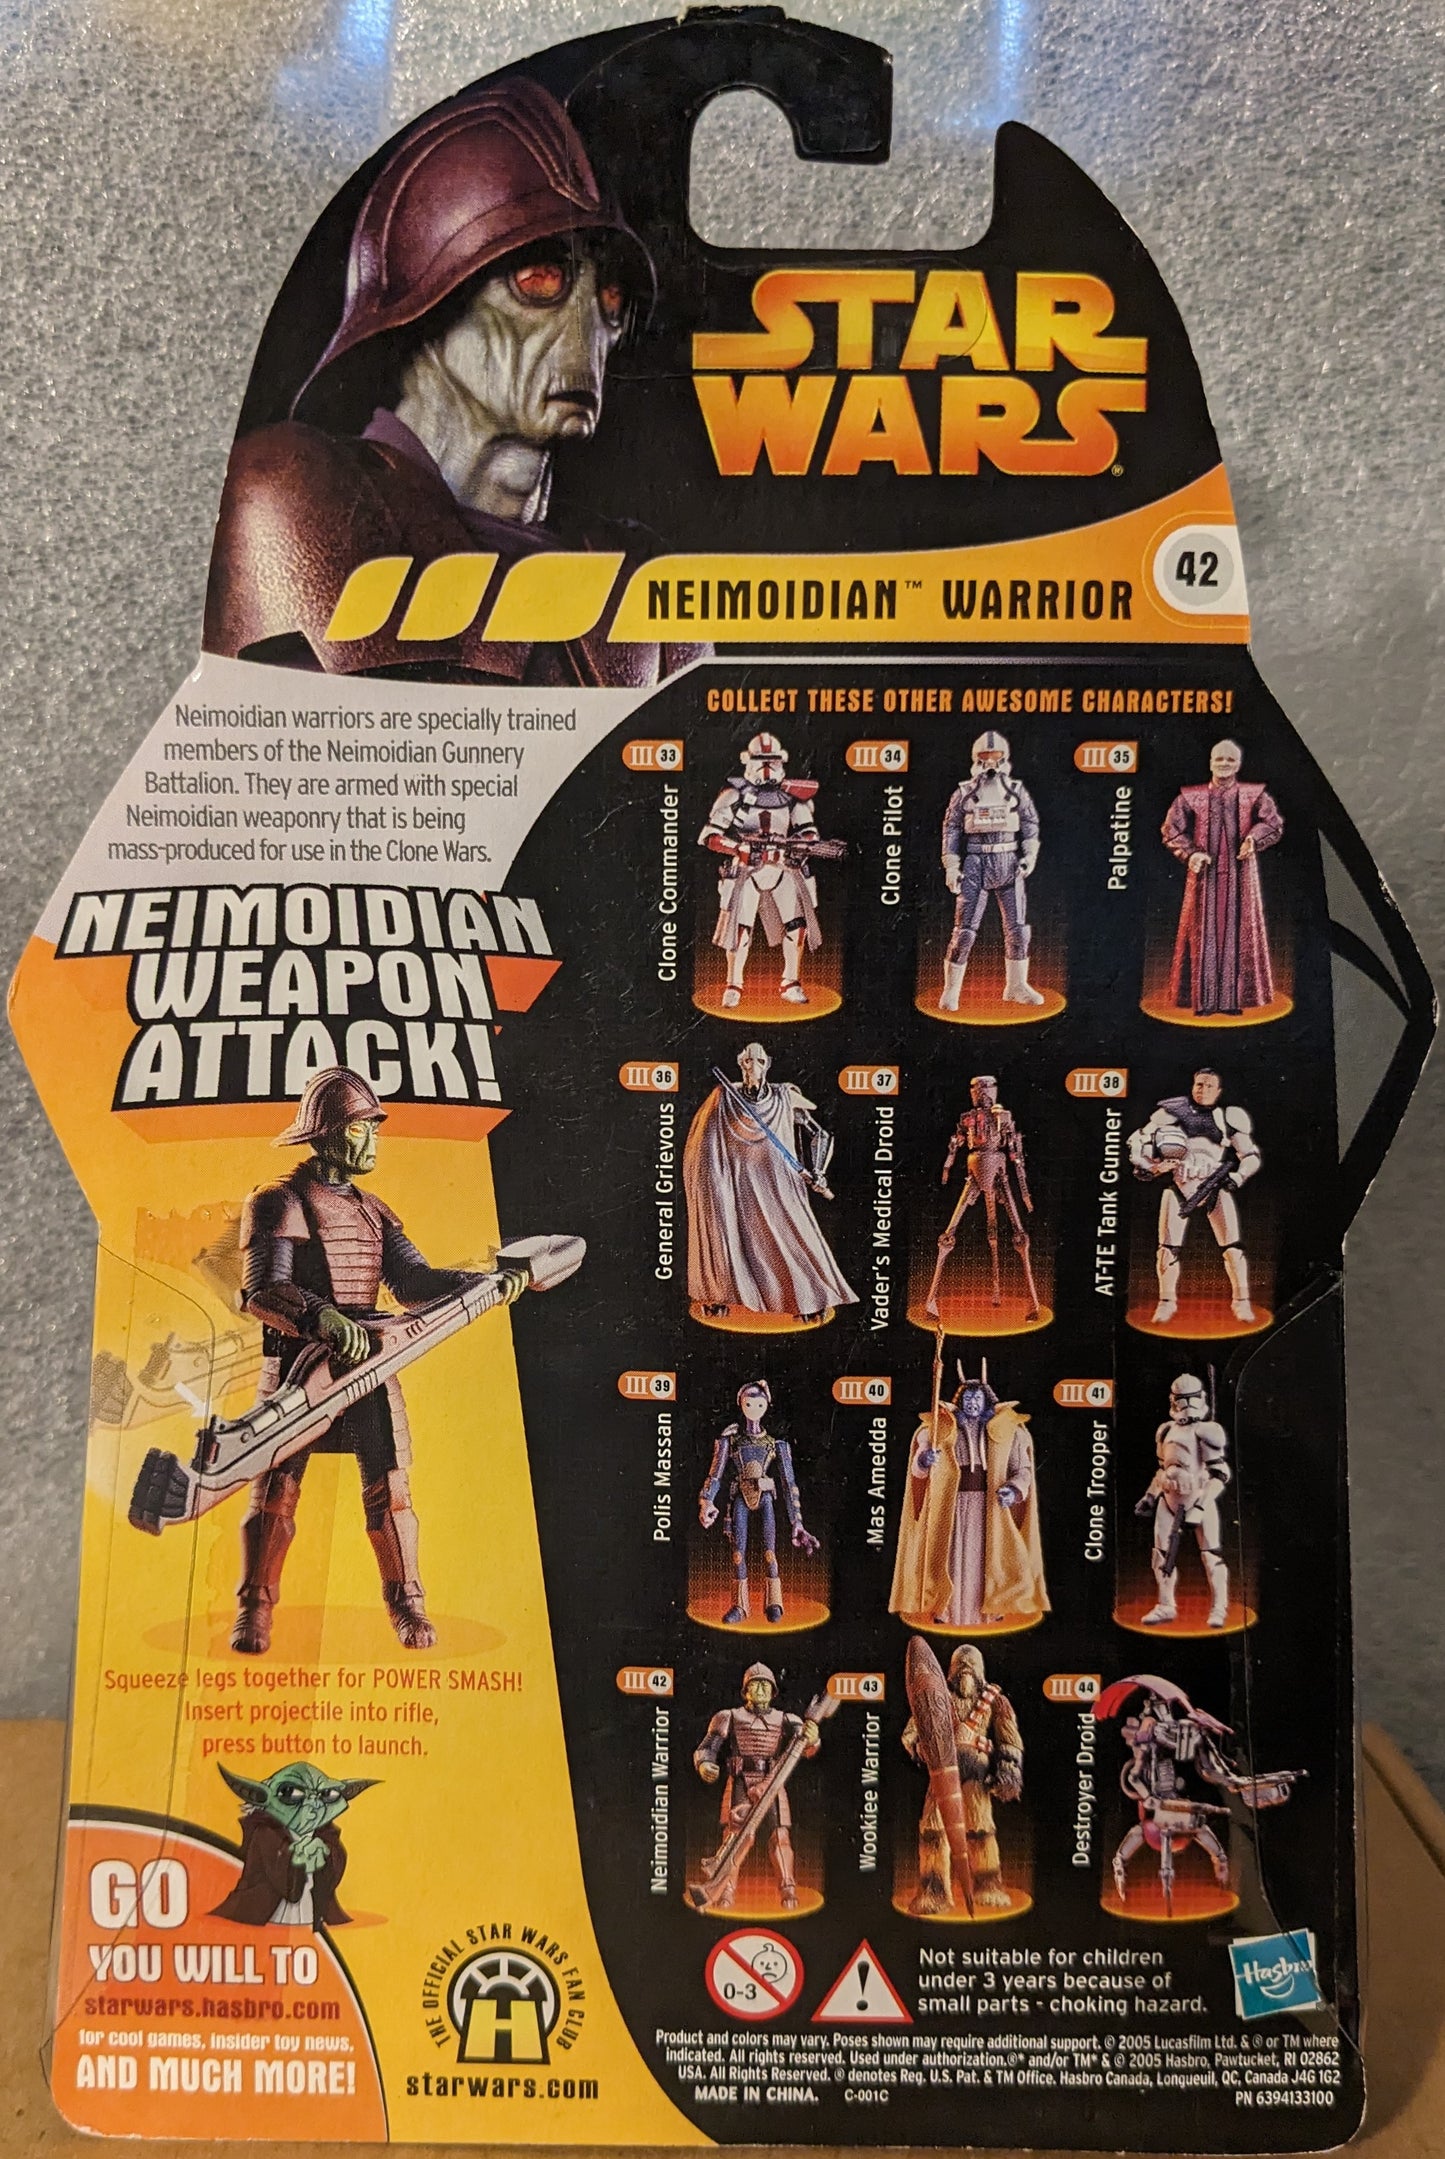 STAR
WARS®
NEIMOIDIAN™ WARRIOR
42
Neimoidian warriors are specially trained
members of the Neimoidian Gunnery
Battalion. They are armed with special
Neimoidian weaponry that is being
mass-produced for use in the Clone Wars.
NEIMOIDIAN
WEAPON
ATTACK!
Squeeze legs together for POWER SMASH!
Insert projectile into rifle,
press button to launch.
GO
YOU WILL TO
starwars.hasbro.com
for cool games, insider toy news,
AND MUCH MORE!
THE OFFICIAL STAR WARS FAN CLUB
H
starwars.com
COLLECT THESE OTHER AWESOME CHARACTERS!
III 33
Clone Commander
III 34
Clone Pilot
III 35
Palpatine
III 36
General Grievous
III 37
Vader's Medical Droid
III 38
AT-TE Tank Gunner
III 39
Polis Massan
III 40
Mas Amedda
III 41
Clone Trooper
III 42
Neimoidian Warrior
III 43
Wookiee Warrior
III 44
Destroyer Droid
0-3
!
Not suitable for children
under 3 years because of
small parts - choking hazard.
Hasbro
Product and colors may vary. Poses shown may require additional support. © 2005 Lucasfilm Ltd. & ® or TM where
indicated. All rights reserved. Used under authorization.®* and/or TM* & © 2005 Hasbro, Pawtucket, RI 02862
USA. All Rights Reserved. ® denotes Reg. U.S. Pat. & TM Office. Hasbro Canada, Longueuil, QC, Canada J4G 1G2
MADE IN CHINA. C-001C PN 6394133100